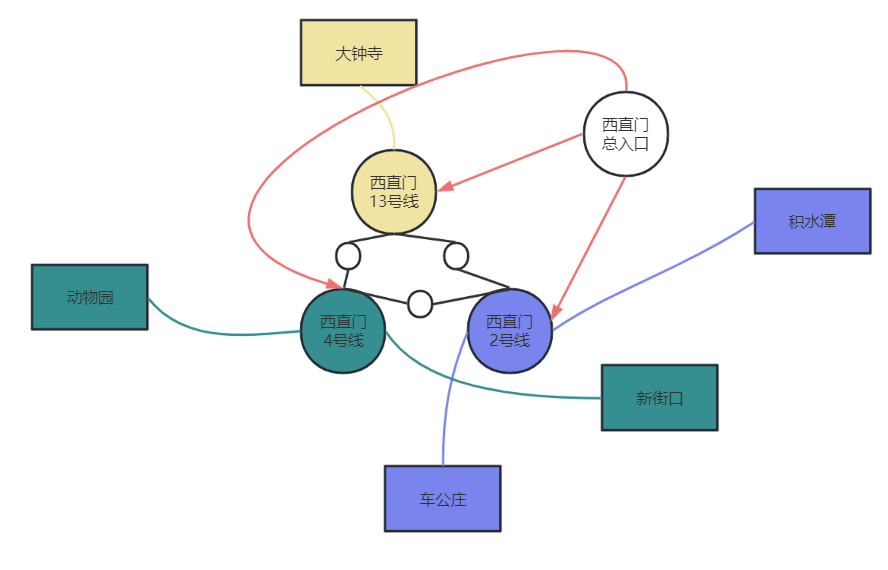 大钟寺
西直门
总入口
西直门
13号线
积水潭
动物园
西直门
4号线
西直门
2号线
新街口
车公庄